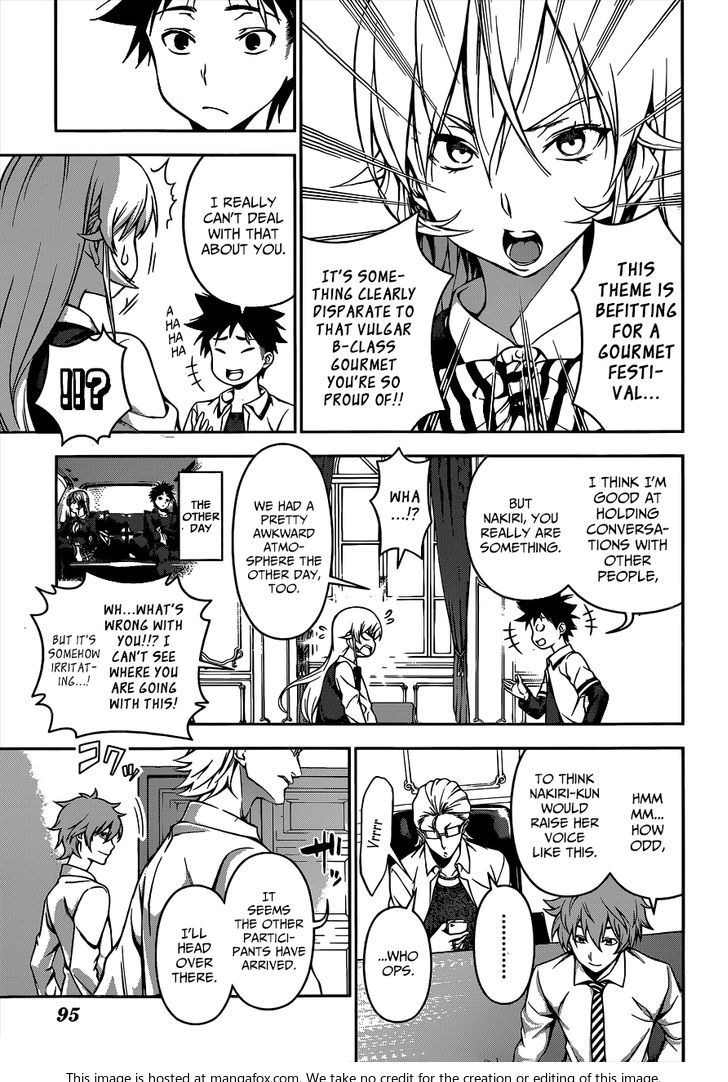 THIS
THEME IS
BEFITTING
FOR A
GOURMET
FESTI-
VAL...
IT'S SOME-
THING CLEARLY
DISPARATE TO
THAT VULGAR
B-CLASS
GOURMET
YOU'RE SO
PROUD OF!!
I REALLY
CAN'T DEAL
WITH THAT
ABOUT YOU.
A
HA
HA
HA
!!?
I THINK I'M
GOOD AT
HOLDING
CONVERSA-
TIONS WITH
OTHER
PEOPLE,
BUT
NAKIRI, YOU
REALLY ARE
SOMETHING.
WHA
...!?
WE HAD A
PRETTY
AWKWARD
ATMO-
SPHERE THE
OTHER DAY,
TOO.
THE
OTHER
DAY
WH...WHAT'S
WRONG WITH
YOU!!? I
CAN'T SEE
WHERE YOU
ARE GOING
WITH THIS!
BUT IT'S
SOMEHOW
IRRITAT-
ING...!
HMM
MM...
HOW
ODD,
TO THINK
NAKIRI-KUN
WOULD
RAISE HER
VOICE
LIKE THIS.
Vrrrr
............
...WHO
OPS.
IT
SEEMS
THE OTHER
PARTICI-
PANTS HAVE
ARRIVED.
I'LL
HEAD
OVER
THERE.
コクッ
95
This image is hosted at mangafox.com. We take no credit for the creation or editing of this image.